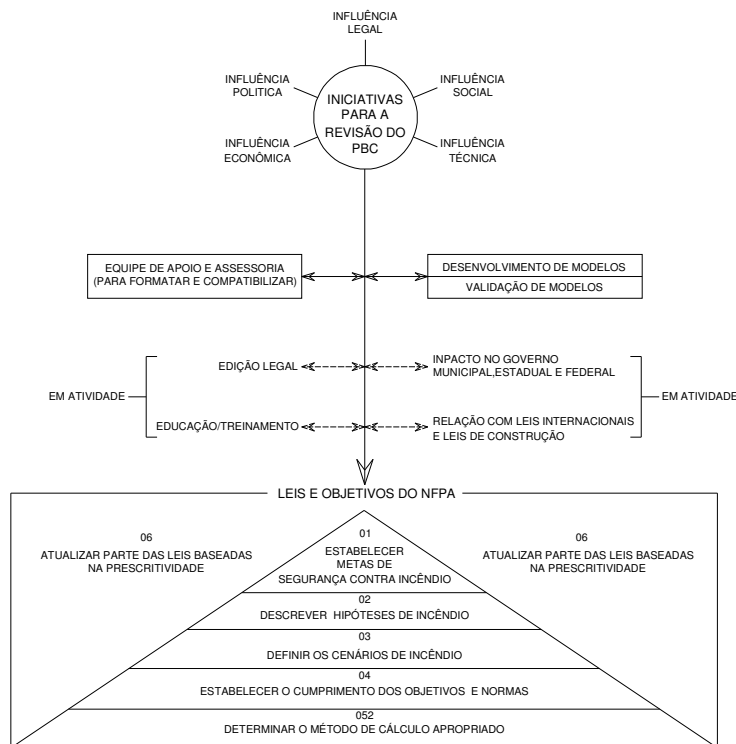 INFLUÊNCIA
LEGAL
INFLUÊNCIA
POLITICA
INFLUÊNCIA
SOCIAL
INICIATIVAS
PARA A
REVISÃO DO
PBC
INFLUÊNCIA
ECONÔMICA
INFLUÊNCIA
TÉCNICA
EQUIPE DE APOIO E ASSESSORIA
(PARA FORMATAR E COMPATIBILIZAR)
DESENVOLVIMENTO DE MODELOS
VALIDAÇÃO DE MODELOS
EDIÇÃO LEGAL
INPACTO NO GOVERNO
MUNICIPAL,ESTADUAL E FEDERAL
EM ATIVIDADE
EM ATIVIDADE
EDUCAÇÃO/TREINAMENTO
RELAÇÃO COM LEIS INTERNACIONAIS
E LEIS DE CONSTRUÇÃO
LEIS E OBJETIVOS DO NFPA
06
ATUALIZAR PARTE DAS LEIS BASEADAS
NA PRESCRITIVIDADE
01
ESTABELECER
METAS DE
SEGURANÇA CONTRA INCÊNDIO
06
ATUALIZAR PARTE DAS LEIS BASEADAS
NA PRESCRITIVIDADE
02
DESCREVER HIPÓTESES DE INCÊNDIO
03
DEFINIR OS CENÁRIOS DE INCÊNDIO
04
ESTABELECER O CUMPRIMENTO DOS OBJETIVOS E NORMAS
052
DETERMINAR O MÉTODO DE CÁLCULO APROPRIADO